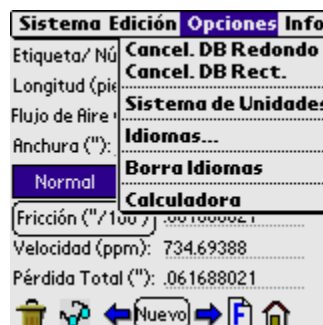 Sistema Edición Opciones Info
Etiqueta/ Nú
Cancel. DB Redondo
Cancel. DB Rect.
Longitud (pie
Sistema de Unidades
Flujo de Aire
Idiomas...
Anchura ("):
Borra Idiomas
Normal
Calculadora
Fricción ("/100'): .061688021
Velocidad (ppm): 734.69388
Pérdida Total ("): .061688021
Nuevo F